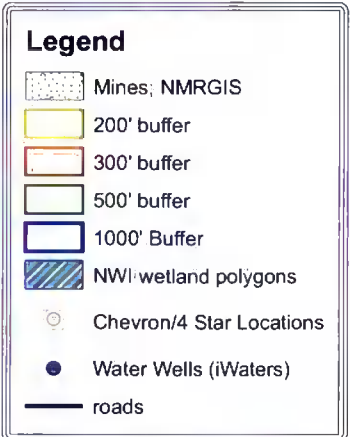 Legend
Mines; NMRGIS
200' buffer
300' buffer
500' buffer
1000' Buffer
NWI wetland polygons
Chevron/4 Star Locations
Water Wells (iWaters)
roads